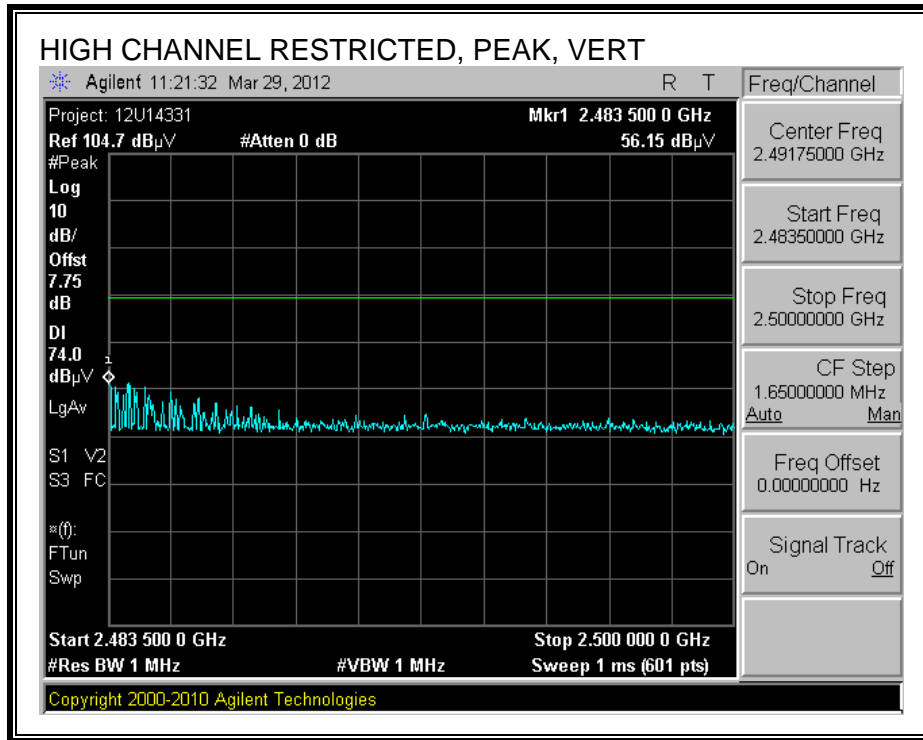 HIGH CHANNEL RESTRICTED, PEAK, VERT
Agilent 11:21:32 Mar 29, 2012 R T
Freq/Channel
Project: 12U14331 Mkr1 2.483 500 0 GHz
Ref 104.7 dBµV #Atten 0 dB 56.15 dBµV
#Peak
Log
10
dB/
Offst
7.75
dB
DI
74.0
dBµV
LgAv
S1 V2
S3 FC
¤(f):
FTun
Swp
1
Start 2.483 500 0 GHz Stop 2.500 000 0 GHz
#Res BW 1 MHz #VBW 1 MHz Sweep 1 ms (601 pts)
Center Freq
2.49175000 GHz
Start Freq
2.48350000 GHz
Stop Freq
2.50000000 GHz
CF Step
1.65000000 MHz
Auto Man
Freq Offset
0.00000000 Hz
Signal Track
On Off
Copyright 2000-2010 Agilent Technologies